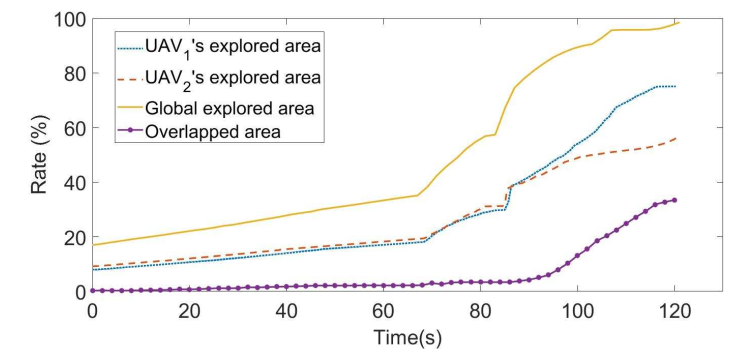 100
80
60
40
20
0
Rate (%)
UAV1's explored area
UAV2's explored area
Global explored area
Overlapped area
0 20 40 60 80 100 120
Time(s)